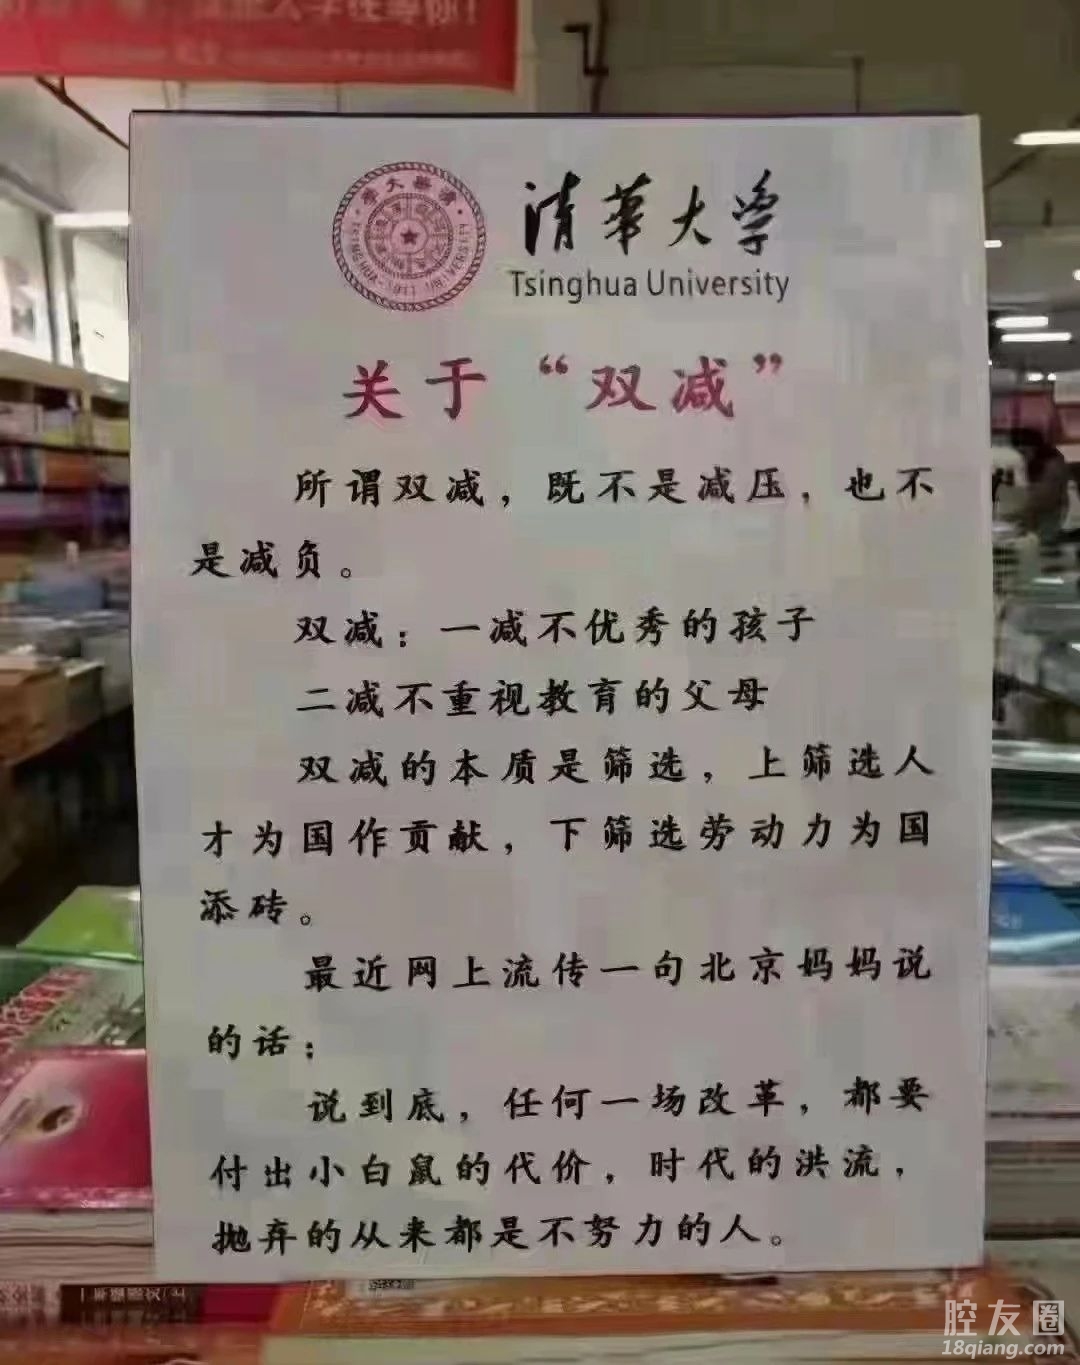 清華大学
Tsinghua University
关于“双减”
所谓双减，既不是减压，也不
是减负。
双减：一减不优秀的孩子
二减不重视教育的父母
双减的本质是筛选，上筛选人
才为国作贡献，下筛选劳动力为国
添砖。
最近网上流传一句北京妈妈说
的话：
说到底，任何一场改革，都要
付出小白鼠的代价，时代的洪流，
抛弃的从来都是不努力的人。
腔友圈
18qiang.com